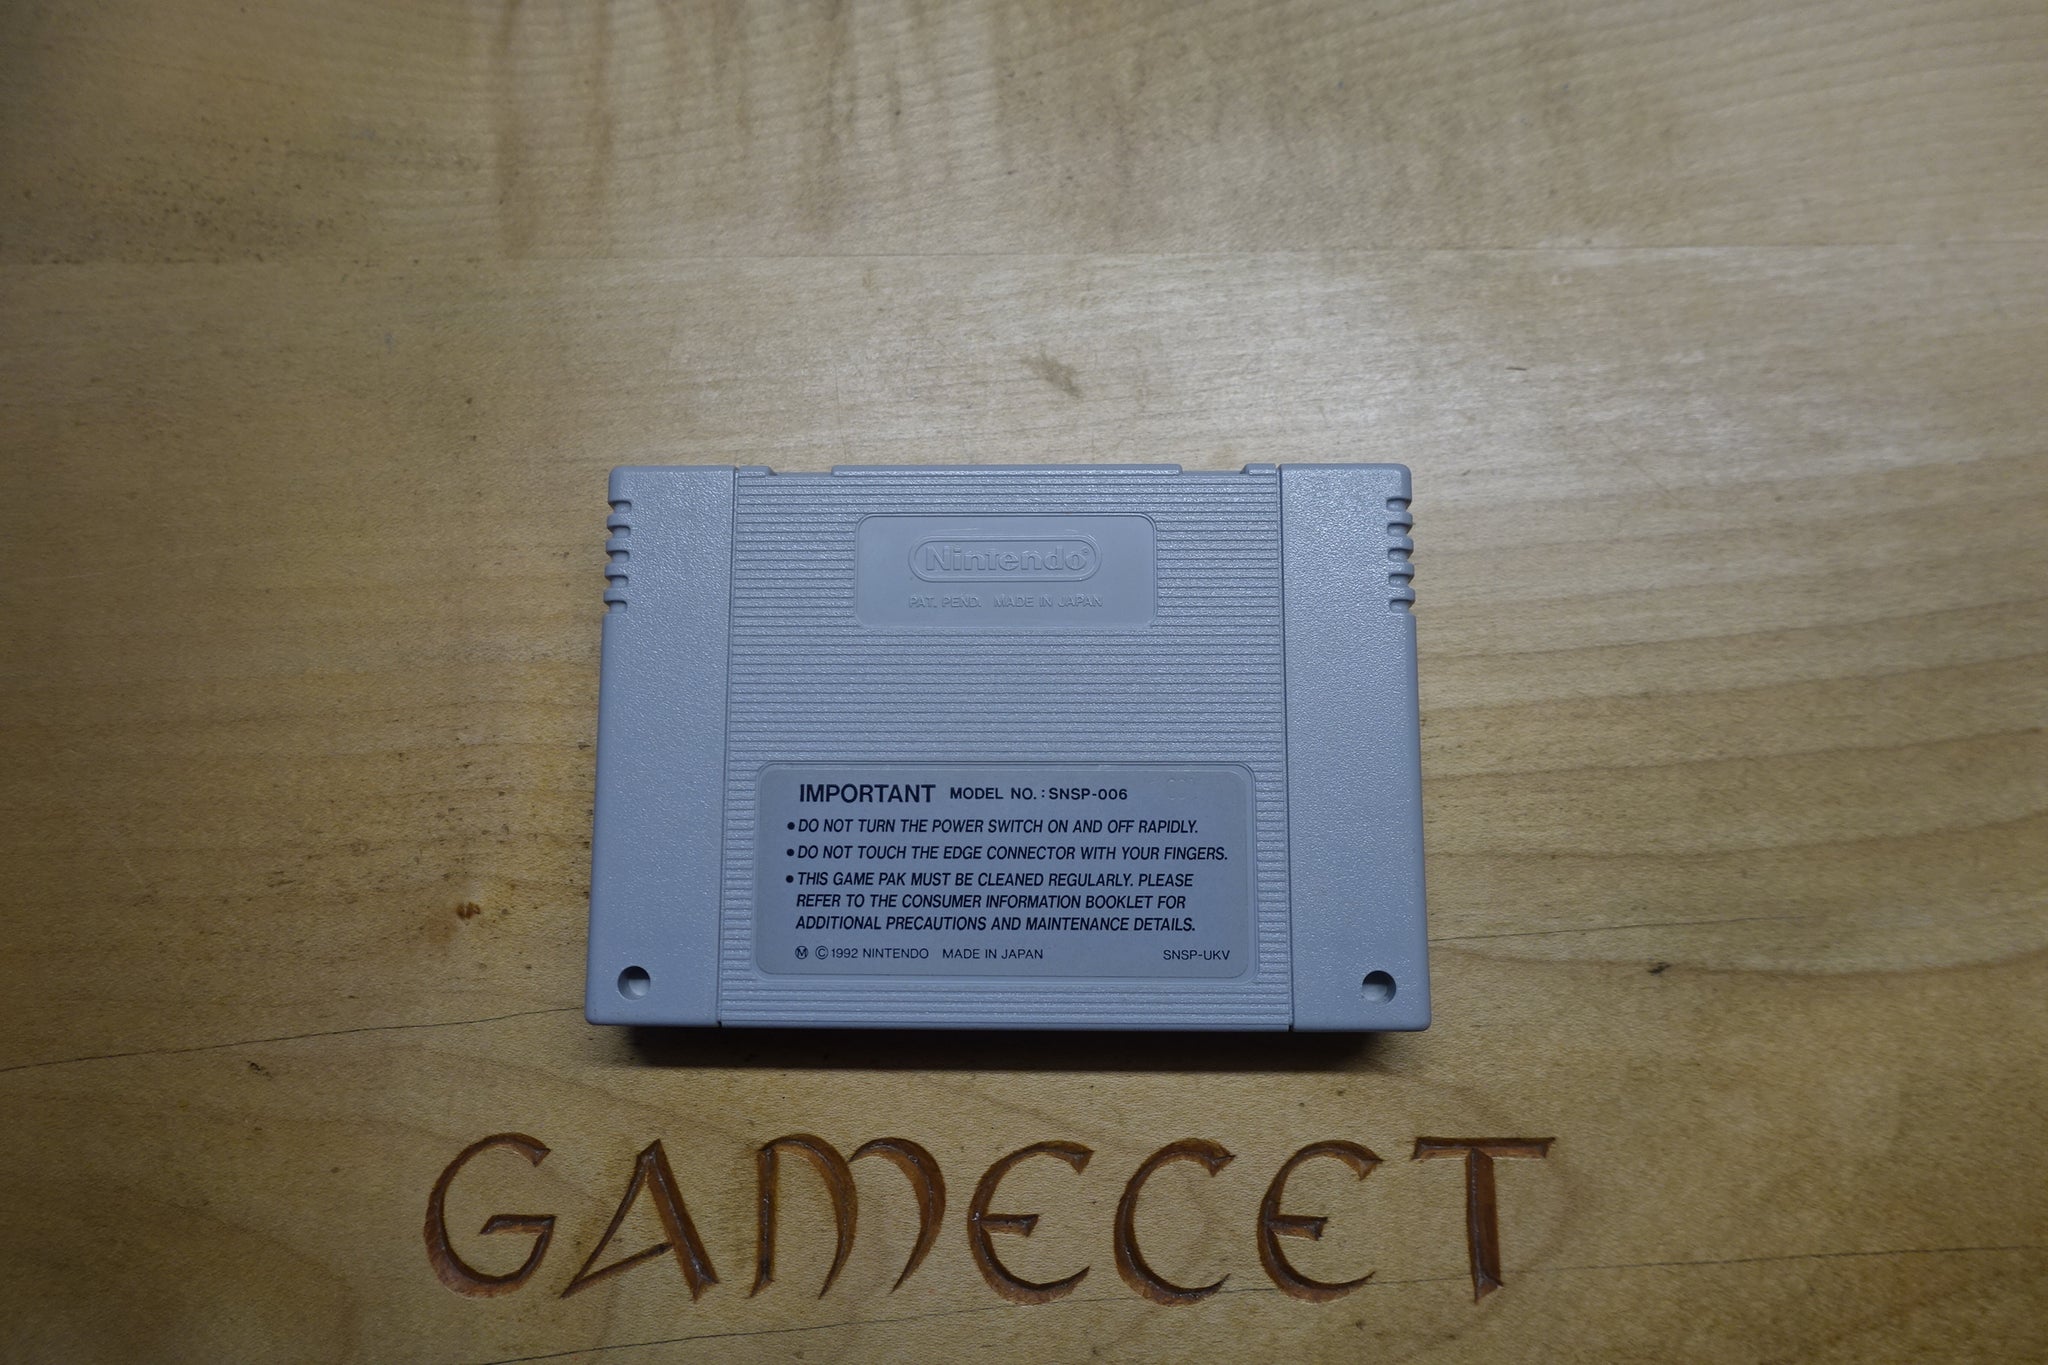 Nintendo®
PAT. PEND. MADE IN JAPAN
IMPORTANT MODEL NO.: SNSP-006
•DO NOT TURN THE POWER SWITCH ON AND OFF RAPIDLY.
•DO NOT TOUCH THE EDGE CONNECTOR WITH YOUR FINGERS.
•THIS GAME PAK MUST BE CLEANED REGULARLY. PLEASE
REFER TO THE CONSUMER INFORMATION BOOKLET FOR
ADDITIONAL PRECAUTIONS AND MAINTENANCE DETAILS.
Ⓜ ©1992 NINTENDO MADE IN JAPAN SNSP-UKV
GAMECET